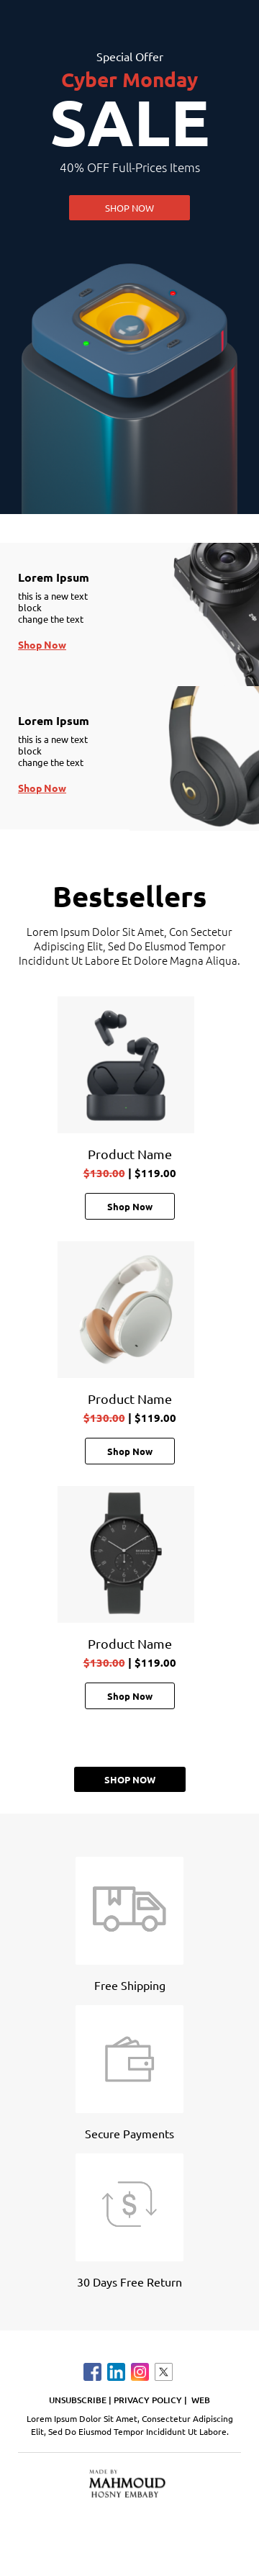 Special Offer
Cyber Monday
SALE
40% OFF Full-Prices Items
SHOP NOW
Lorem Ipsum
this is a new text
block
change the text
Shop Now
Lorem Ipsum
this is a new text
block
change the text
Shop Now
Bestsellers
Lorem Ipsum Dolor Sit Amet, Con Sectetur
Adipiscing Elit, Sed Do EIusmod Tempor
Incididunt Ut Labore Et Dolore Magna Aliqua.
Product Name
$130.00 | $119.00
Shop Now
Product Name
$130.00 | $119.00
Shop Now
Product Name
$130.00 | $119.00
Shop Now
SHOP NOW
Free Shipping
Secure Payments
30 Days Free Return
UNSUBSCRIBE | PRIVACY POLICY | WEB
Lorem Ipsum Dolor Sit Amet, Consectetur Adipiscing
Elit, Sed Do Eiusmod Tempor Incididunt Ut Labore.
MADE BY
MAHMOUD
HOSNY EMBABY